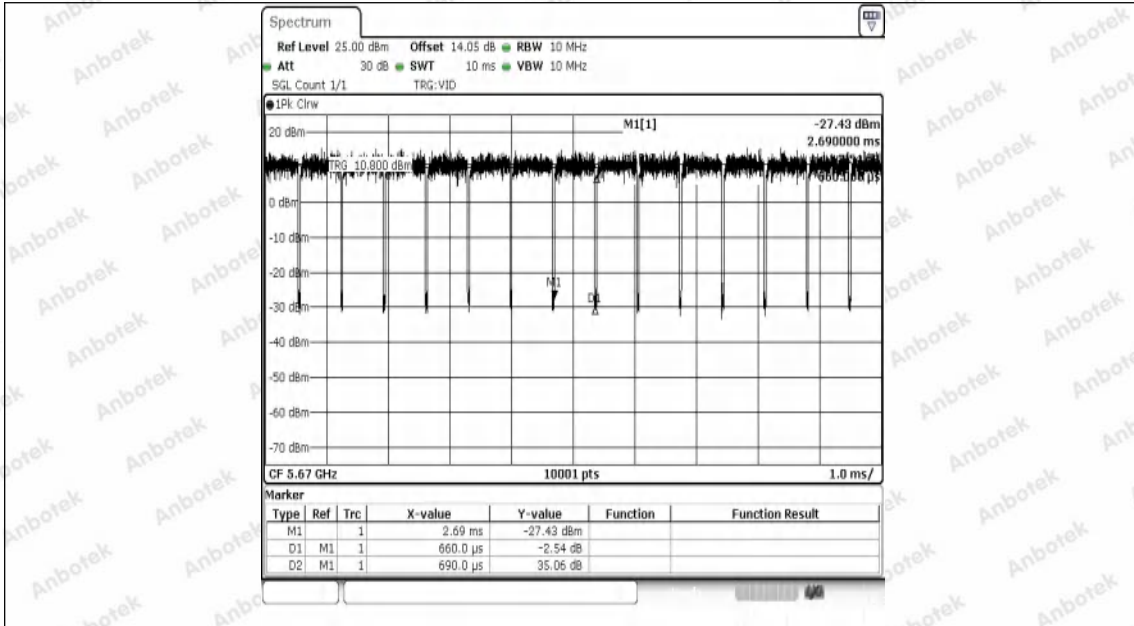 Spectrum
Ref Level 25.00 dBm Offset 14.05 dB RBW 10 MHz
Att 30 dB SWT 10 ms VBW 10 MHz
SGL Count 1/1 TRG:VID
1Pk Clrw
M1[1] -27.43 dBm
2.690000 ms
20 dBm
TRG 10.800 dBm
0 dBm
-10 dBm
-20 dBm
M1
D1
-30 dBm
-40 dBm
-50 dBm
-60 dBm
-70 dBm
CF 5.67 GHz 10001 pts 1.0 ms/
Marker
Type Ref Trc X-value Y-value Function Function Result
M1 1 2.69 ms -27.43 dBm
D1 M1 1 660.0 µs -2.54 dB
D2 M1 1 690.0 µs 35.06 dB
Anbotek